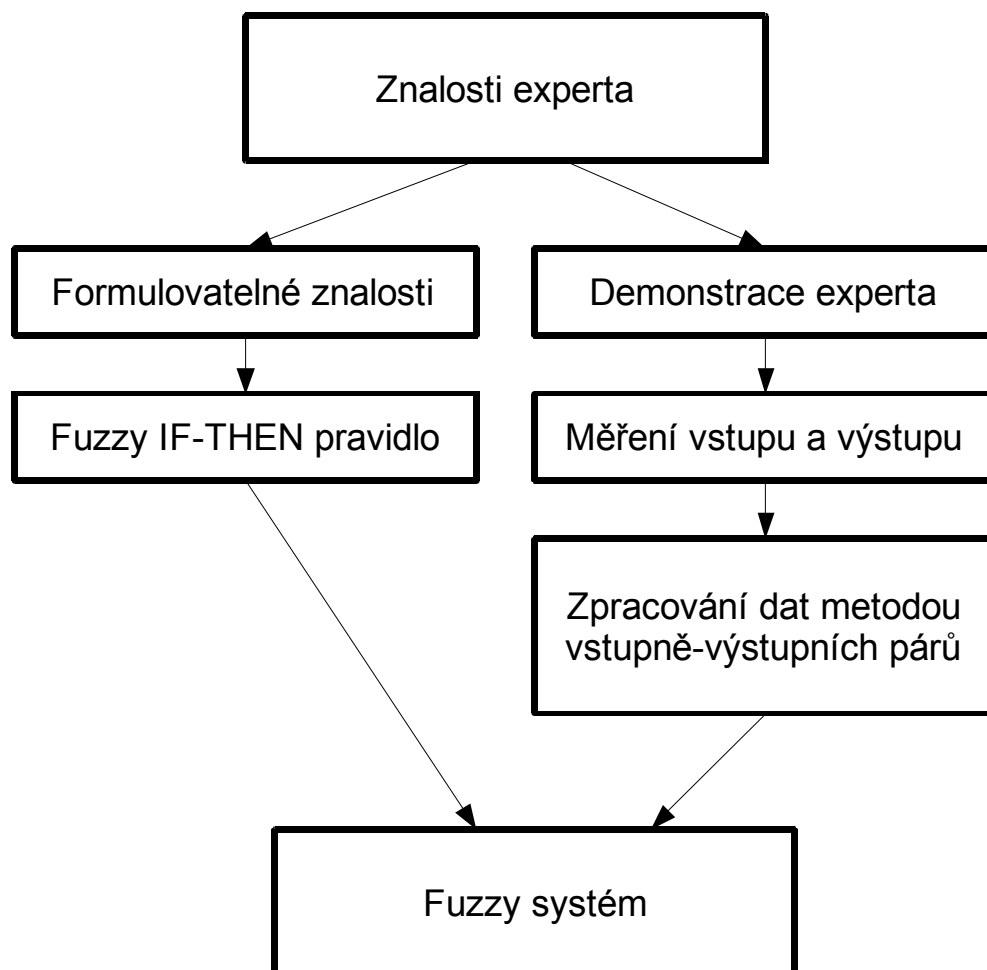 Znalosti experta
Formulovatelné znalosti
Demonstrace experta
Fuzzy IF-THEN pravidlo
Měření vstupu a výstupu
Zpracování dat metodou
vstupně-výstupních párů
Fuzzy systém